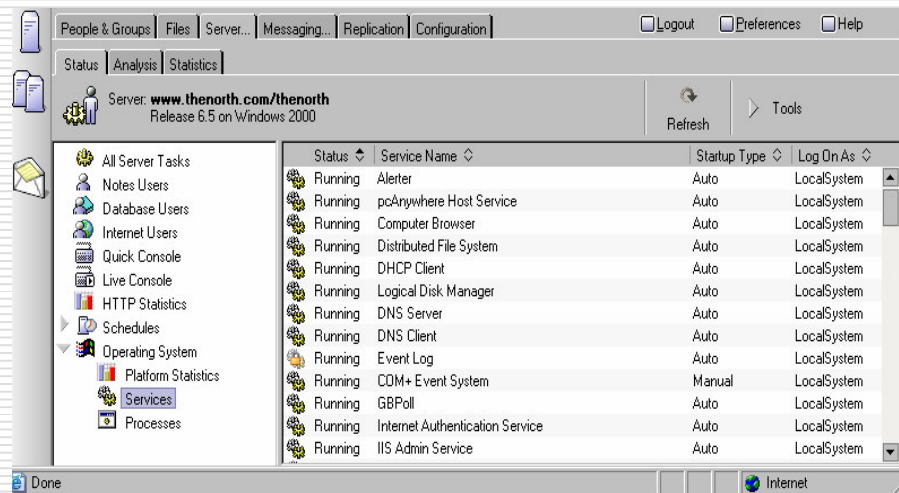 People & Groups Files Server... Messaging... Replication Configuration Logout Preferences Help
Status Analysis Statistics
Server: www.thenorth.com/thenorth
Release 6.5 on Windows 2000
Refresh
Tools
All Server Tasks
Notes Users
Database Users
Internet Users
Quick Console
Live Console
HTTP Statistics
Schedules
Operating System
Platform Statistics
Services
Processes
Status Service Name Startup Type Log On As
Running Alerter Auto LocalSystem
Running pcAnywhere Host Service Auto LocalSystem
Running Computer Browser Auto LocalSystem
Running Distributed File System Auto LocalSystem
Running DHCP Client Auto LocalSystem
Running Logical Disk Manager Auto LocalSystem
Running DNS Server Auto LocalSystem
Running DNS Client Auto LocalSystem
Running Event Log Auto LocalSystem
Running COM+ Event System Manual LocalSystem
Running GBPoll Auto LocalSystem
Running Internet Authentication Service Auto LocalSystem
Running IIS Admin Service Auto LocalSystem
Done Internet